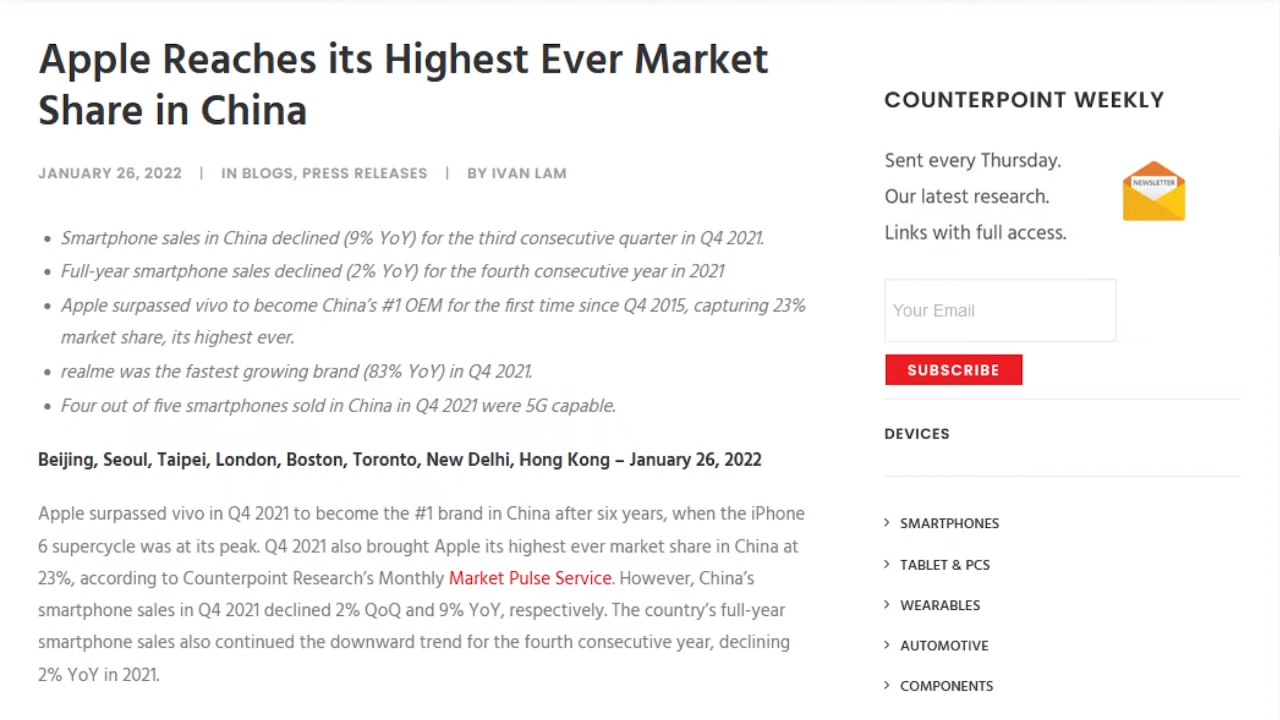 Apple Reaches its Highest Ever Market
Share in China
JANUARY 26, 2022 | IN BLOGS, PRESS RELEASES | BY IVAN LAM
• Smartphone sales in China declined (9% YoY) for the third consecutive quarter in Q4 2021.
• Full-year smartphone sales declined (2% YoY) for the fourth consecutive year in 2021
• Apple surpassed vivo to become China's #1 OEM for the first time since Q4 2015, capturing 23%
market share, its highest ever.
• realme was the fastest growing brand (83% YoY) in Q4 2021.
• Four out of five smartphones sold in China in Q4 2021 were 5G capable.
Beijing, Seoul, Taipei, London, Boston, Toronto, New Delhi, Hong Kong – January 26, 2022
Apple surpassed vivo in Q4 2021 to become the #1 brand in China after six years, when the iPhone
6 supercycle was at its peak. Q4 2021 also brought Apple its highest ever market share in China at
23%, according to Counterpoint Research's Monthly Market Pulse Service. However, China's
smartphone sales in Q4 2021 declined 2% QoQ and 9% YoY, respectively. The country's full-year
smartphone sales also continued the downward trend for the fourth consecutive year, declining
2% YoY in 2021.
COUNTERPOINT WEEKLY
Sent every Thursday.
Our latest research.
Links with full access.
NEWSLETTER
Your Email
SUBSCRIBE
DEVICES
> SMARTPHONES
> TABLET & PCS
> WEARABLES
> AUTOMOTIVE
> COMPONENTS